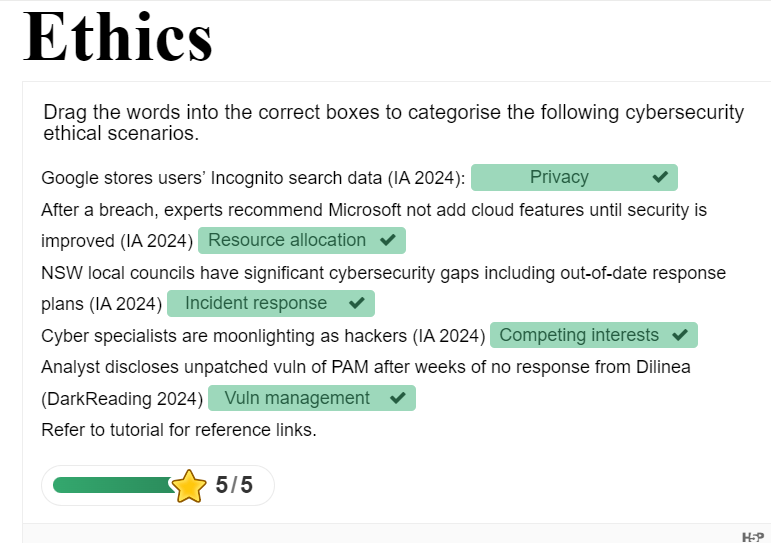 Ethics
Drag the words into the correct boxes to categorise the following cybersecurity
ethical scenarios.
Google stores users’ Incognito search data (IA 2024): Privacy
After a breach, experts recommend Microsoft not add cloud features until security is
improved (IA 2024) Resource allocation
NSW local councils have significant cybersecurity gaps including out-of-date response
plans (IA 2024) Incident response
Cyber specialists are moonlighting as hackers (IA 2024) Competing interests
Analyst discloses unpatched vuln of PAM after weeks of no response from Dilinea
(DarkReading 2024) Vuln management
Refer to tutorial for reference links.
5/5
H5P